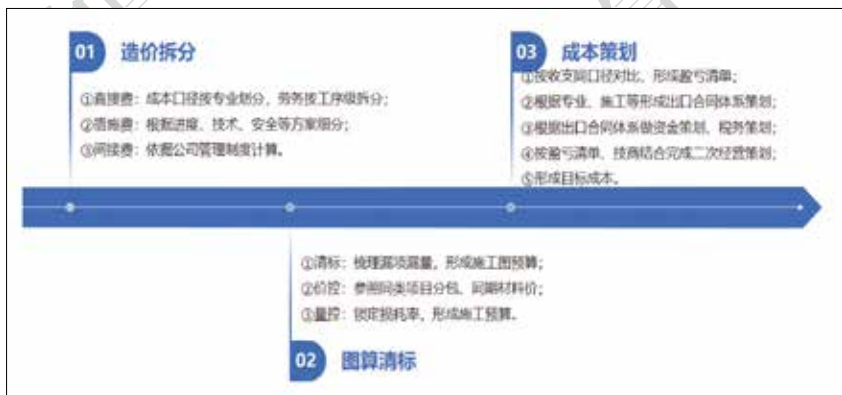 01 造价拆分
①直接费：成本口径按专业划分，劳务按工序级拆分；
②措施费：根据进度、技术、安全等方案细分；
③间接费：依据公司管理制度计算。
①清标：梳理漏项漏量，形成施工图预算；
②价控：参照同类项目分包、同期材料价；
③量控：锁定损耗率，形成施工预算。
02 图算清标
03 成本策划
①按收支同口径对比、形成盈亏清单；
②根据专业、施工等形成出口合同体系策划；
③根据出口合同体系做资金策划、税务策划；
④按盈亏清单、技商结合完成二次经营策划；
⑤形成目标成本。